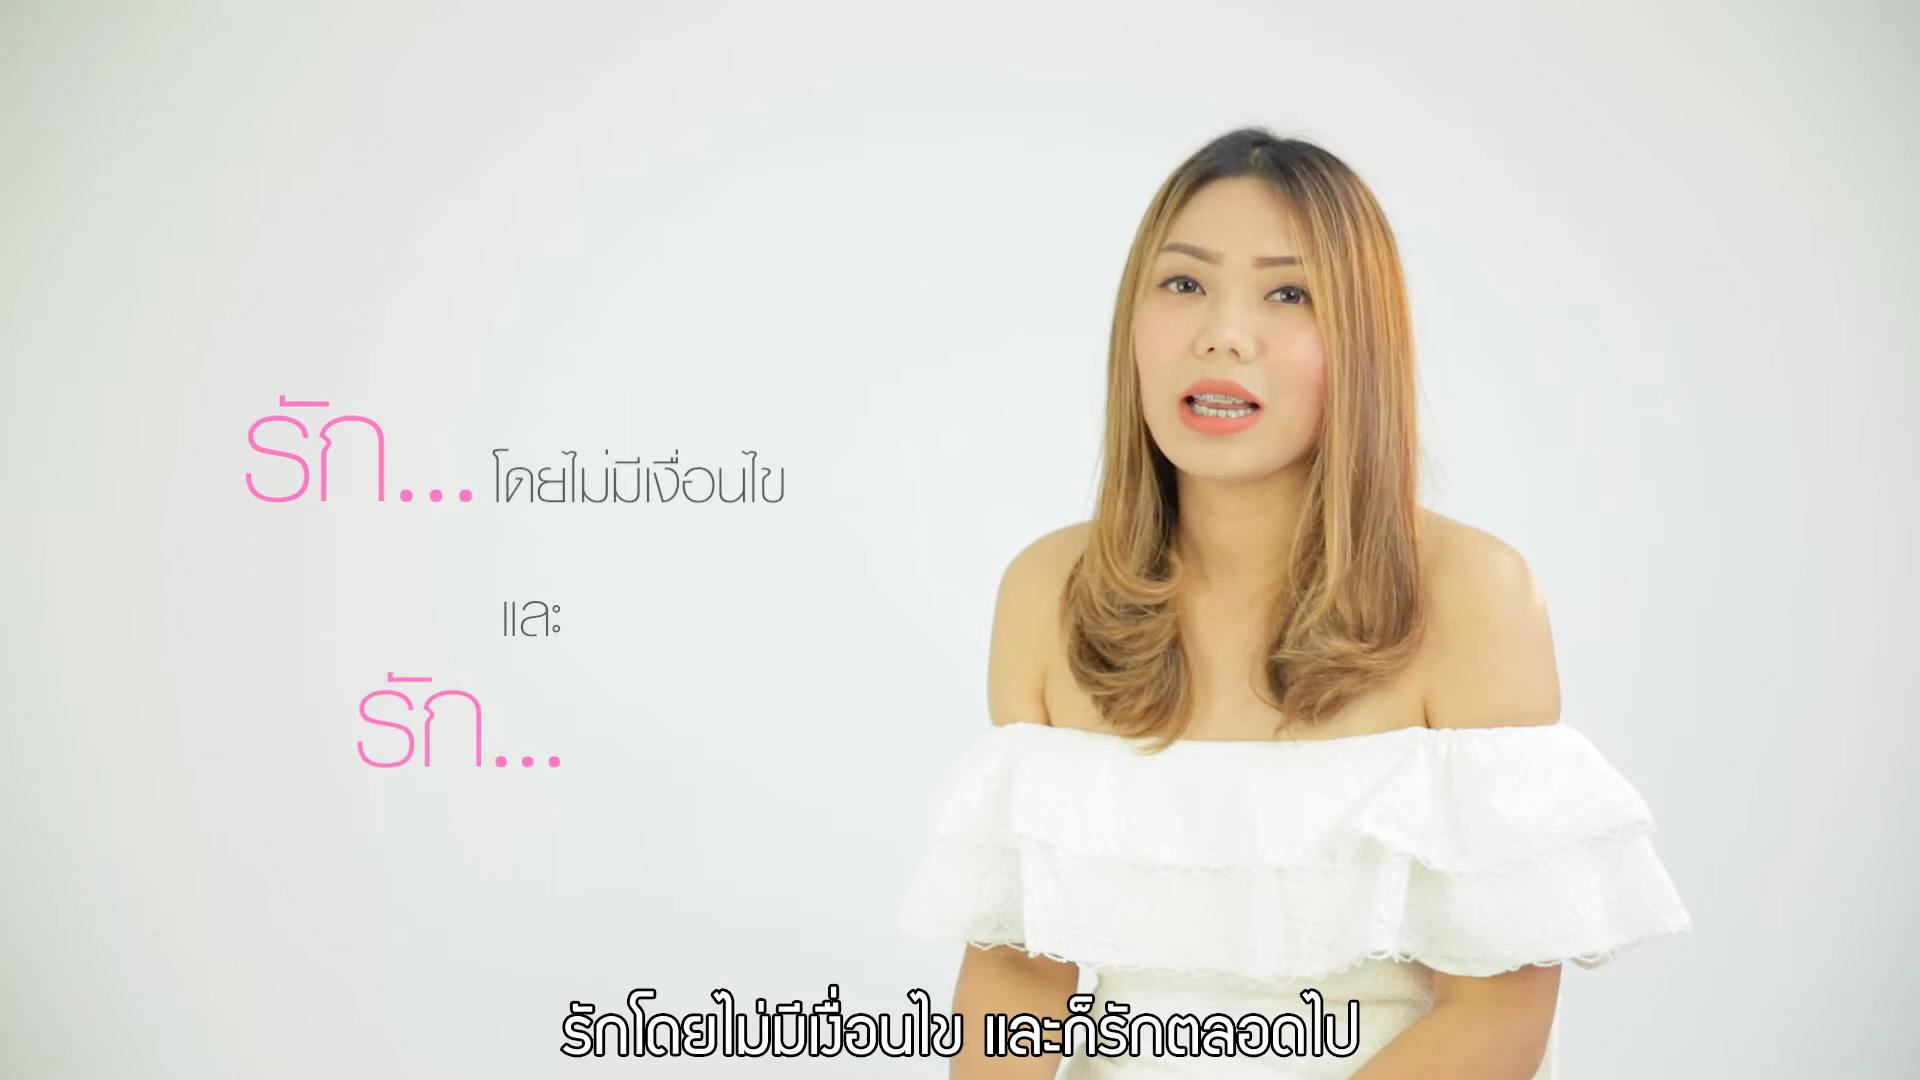 รัก... โดยไม่มีเงื่อนไข
และ
รัก...
รักโดยไม่มีเงื่อนไข และก็รักตลอดไป